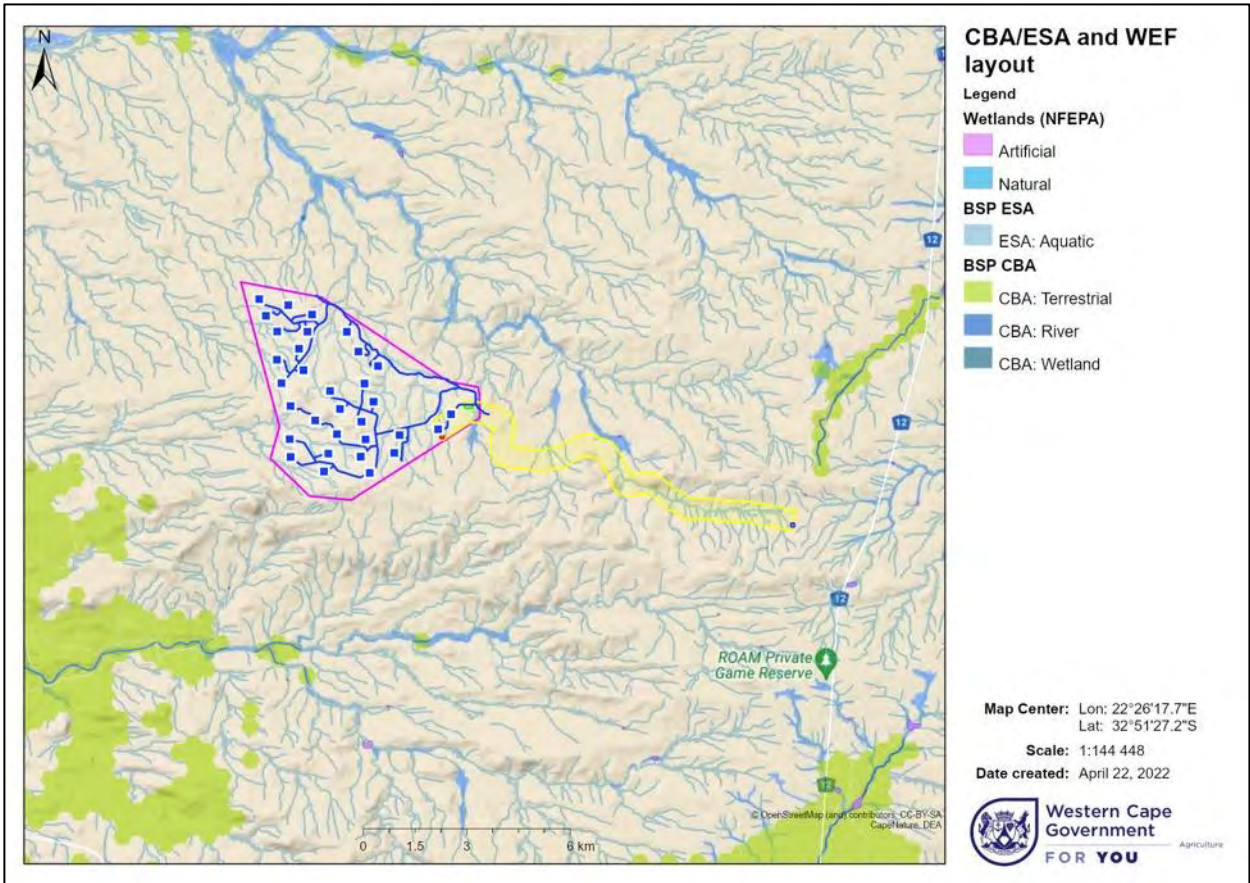 N
12
12
12
12
12
ROAM Private
Game Reserve
© OpenStreetMap (and) contributors, CC-BY-SA
CapeNature, DEA
0 1.5 3 6 km
CBA/ESA and WEF
layout
Legend
Wetlands (NFEPA)
Artificial
Natural
BSP ESA
ESA: Aquatic
BSP CBA
CBA: Terrestrial
CBA: River
CBA: Wetland
Map Center: Lon: 22°26'17.7"E
Lat: 32°51'27.2"S
Scale: 1:144 448
Date created: April 22, 2022
Western Cape
Government
Agriculture
FOR YOU